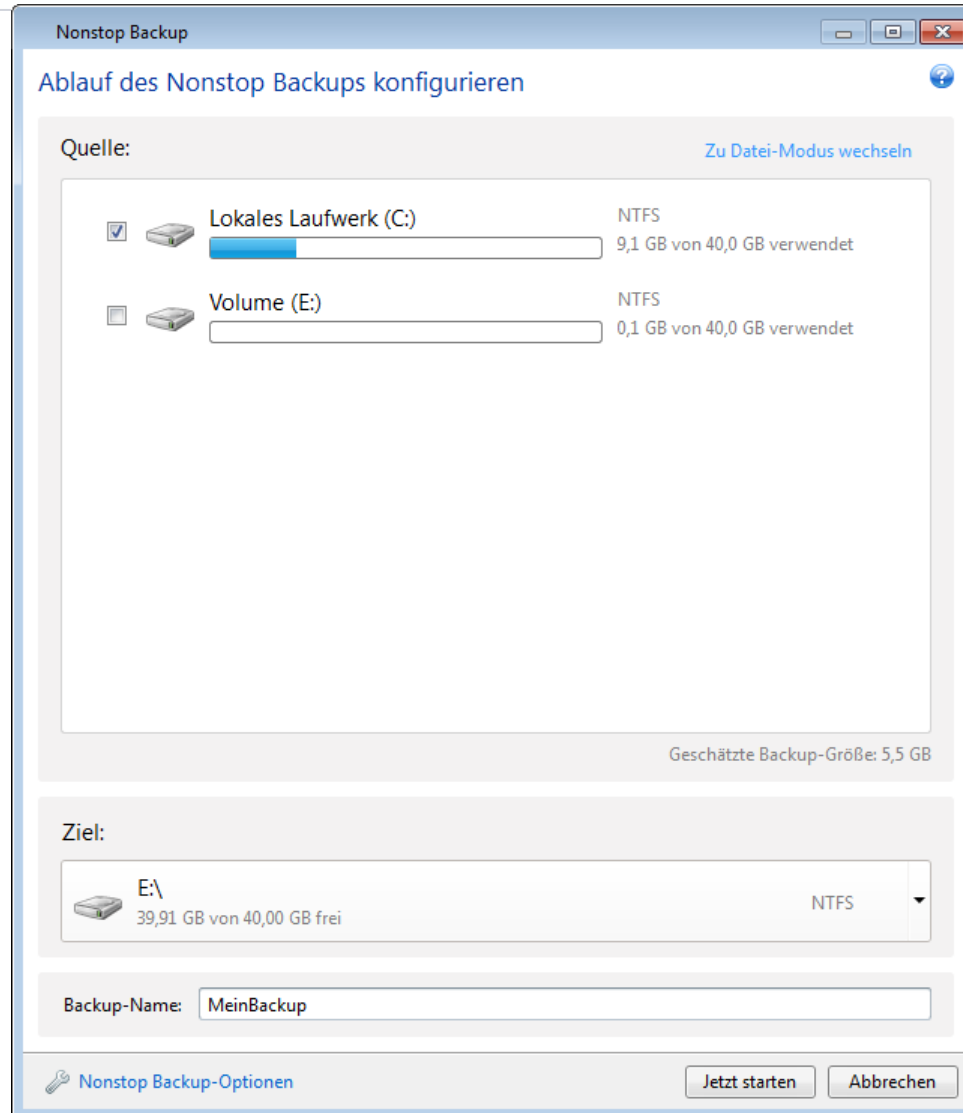 Nonstop Backup
Ablauf des Nonstop Backups konfigurieren
Quelle:
Zu Datei-Modus wechseln
Lokales Laufwerk (C:)
NTFS
9,1 GB von 40,0 GB verwendet
Volume (E:)
NTFS
0,1 GB von 40,0 GB verwendet
Geschätzte Backup-Größe: 5,5 GB
Ziel:
E:\
39,91 GB von 40,00 GB frei
NTFS
Backup-Name: MeinBackup
Nonstop Backup-Optionen
Jetzt starten
Abbrechen